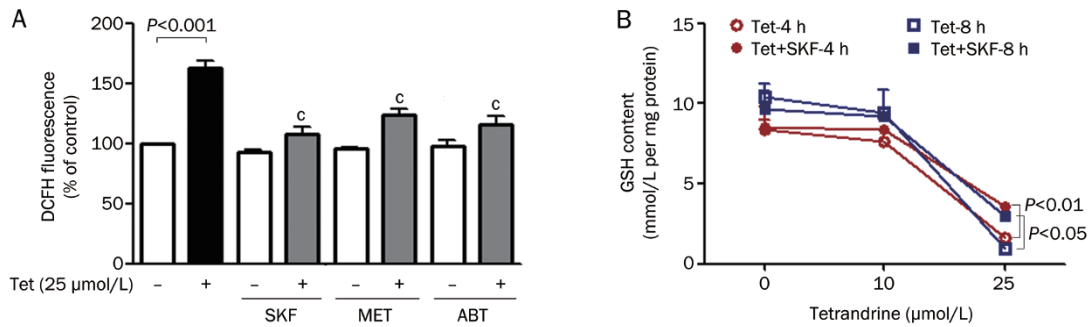 A
P<0.001
DCFH fluorescence
(% of control)
200
150
100
50
0
c
c
c
Tet (25 μmol/L)
– + – + – + – +
SKF MET ABT
B
Tet-4 h
Tet-8 h
Tet+SKF-4 h
Tet+SKF-8 h
GSH content
(mmol/L per mg protein)
15
10
5
0
P<0.01
P<0.05
0 10 25
Tetrandrine (μmol/L)